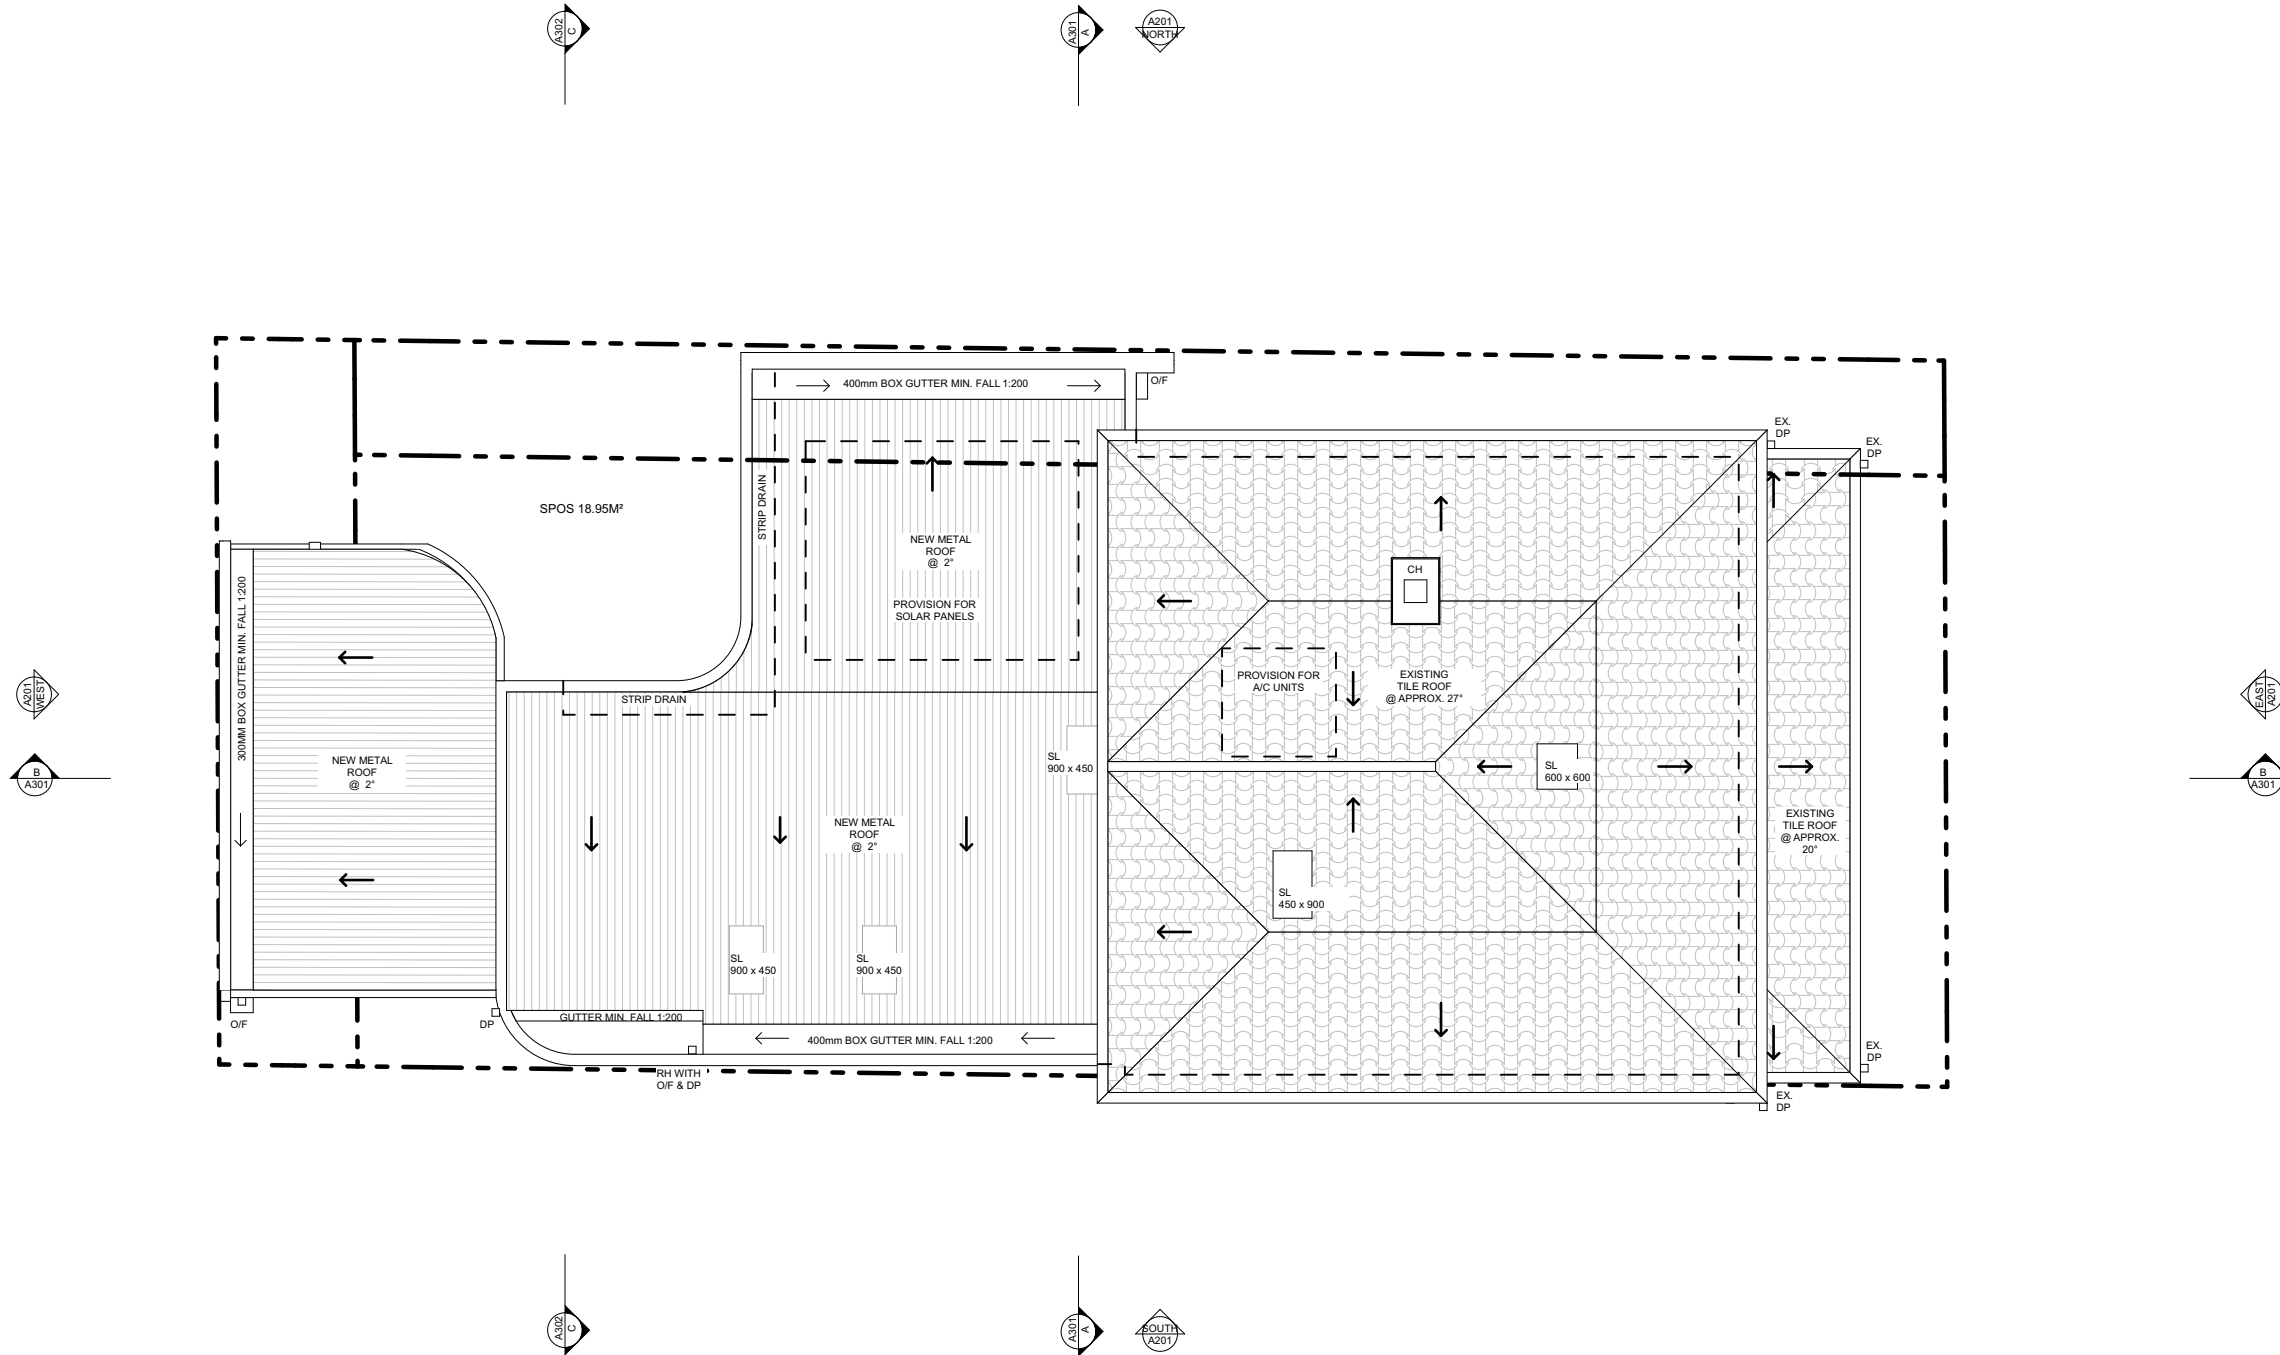 A302
C
A301
A
A201
NORTH
400mm BOX GUTTER MIN. FALL 1:200
O/F
EX.
DP
EX.
DP
STRIP DRAIN
SPOS 18.95M²
NEW METAL
ROOF
@ 2°
PROVISION FOR
SOLAR PANELS
CH
300MM BOX GUTTER MIN. FALL 1:200
A201
WEST
STRIP DRAIN
PROVISION FOR
A/C UNITS
EXISTING
TILE ROOF
@ APPROX. 27°
EAST
A201
B
A301
NEW METAL
ROOF
@ 2°
SL
900 x 450
SL
600 x 600
B
A301
NEW METAL
ROOF
@ 2°
EXISTING
TILE ROOF
@ APPROX.
20°
SL
450 x 900
SL
900 x 450
SL
900 x 450
O/F
DP
GUTTER MIN. FALL 1:200
400mm BOX GUTTER MIN. FALL 1:200
RH WITH
O/F & DP
EX.
DP
EX.
DP
A302
C
A301
A
SOUTH
A201